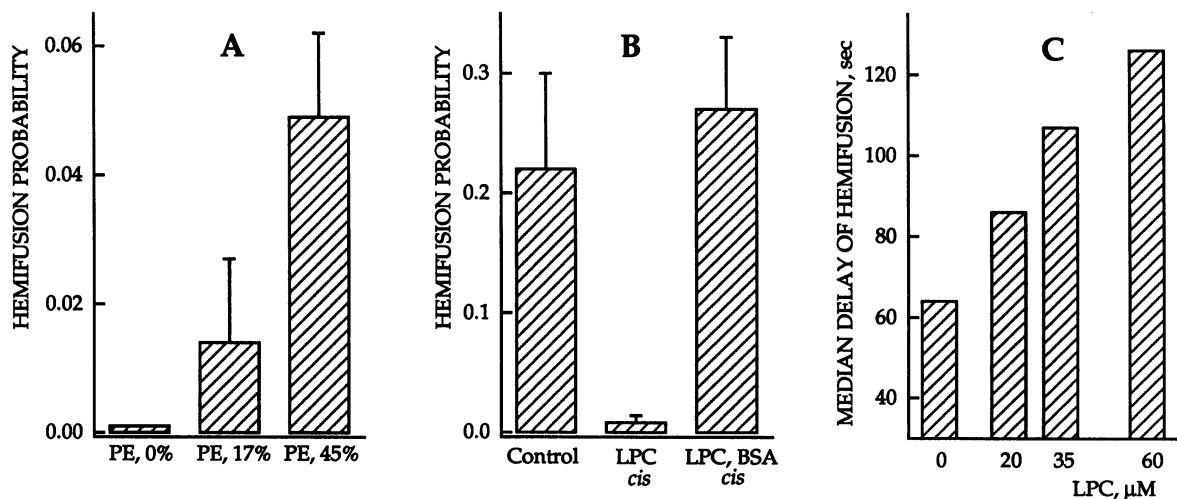 A
HEMIFUSION PROBABILITY
0.06
0.04
0.02
0.00
PE, 0% PE, 17% PE, 45%
B
HEMIFUSION PROBABILITY
0.3
0.2
0.1
0.0
Control LPC LPC, BSA
cis cis
C
MEDIAN DELAY OF HEMIFUSION, sec
120
100
80
60
40
0 20 35 60
LPC, μM